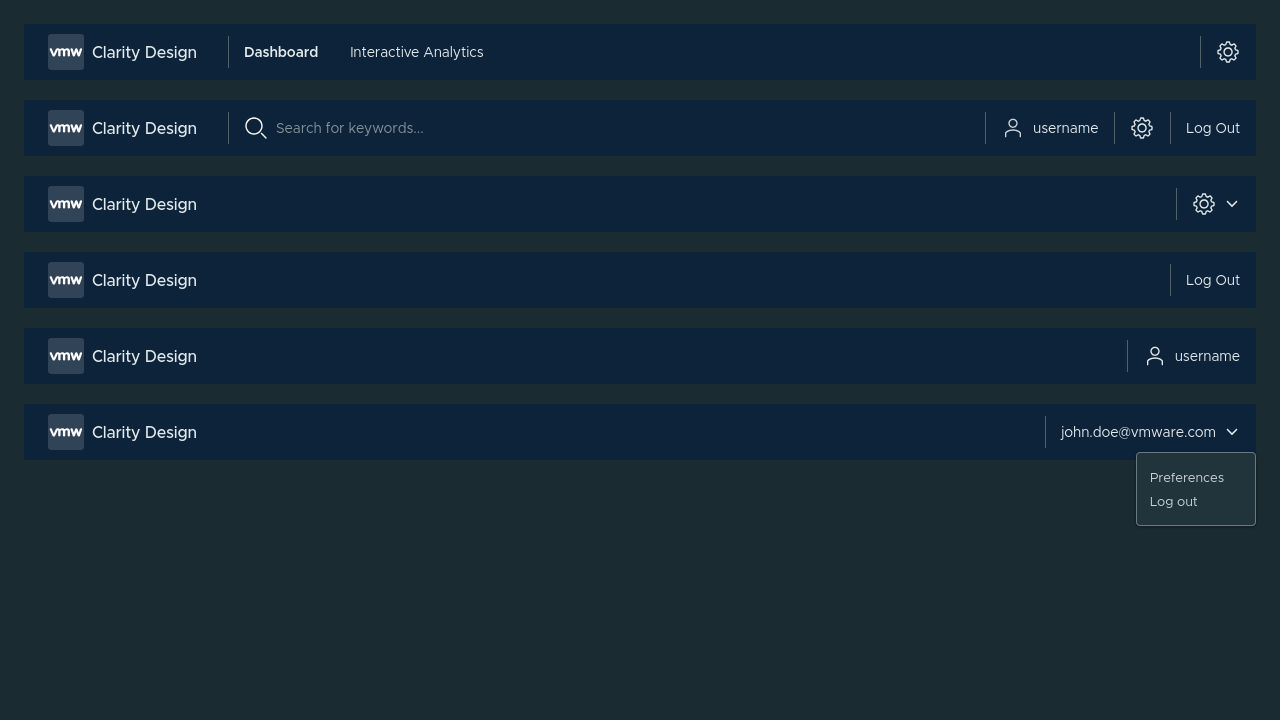 vmw Clarity Design Dashboard Interactive Analytics
vmw Clarity Design Search for keywords... username Log Out
vmw Clarity Design
vmw Clarity Design Log Out
vmw Clarity Design username
vmw Clarity Design john.doe@vmware.com
Preferences
Log out